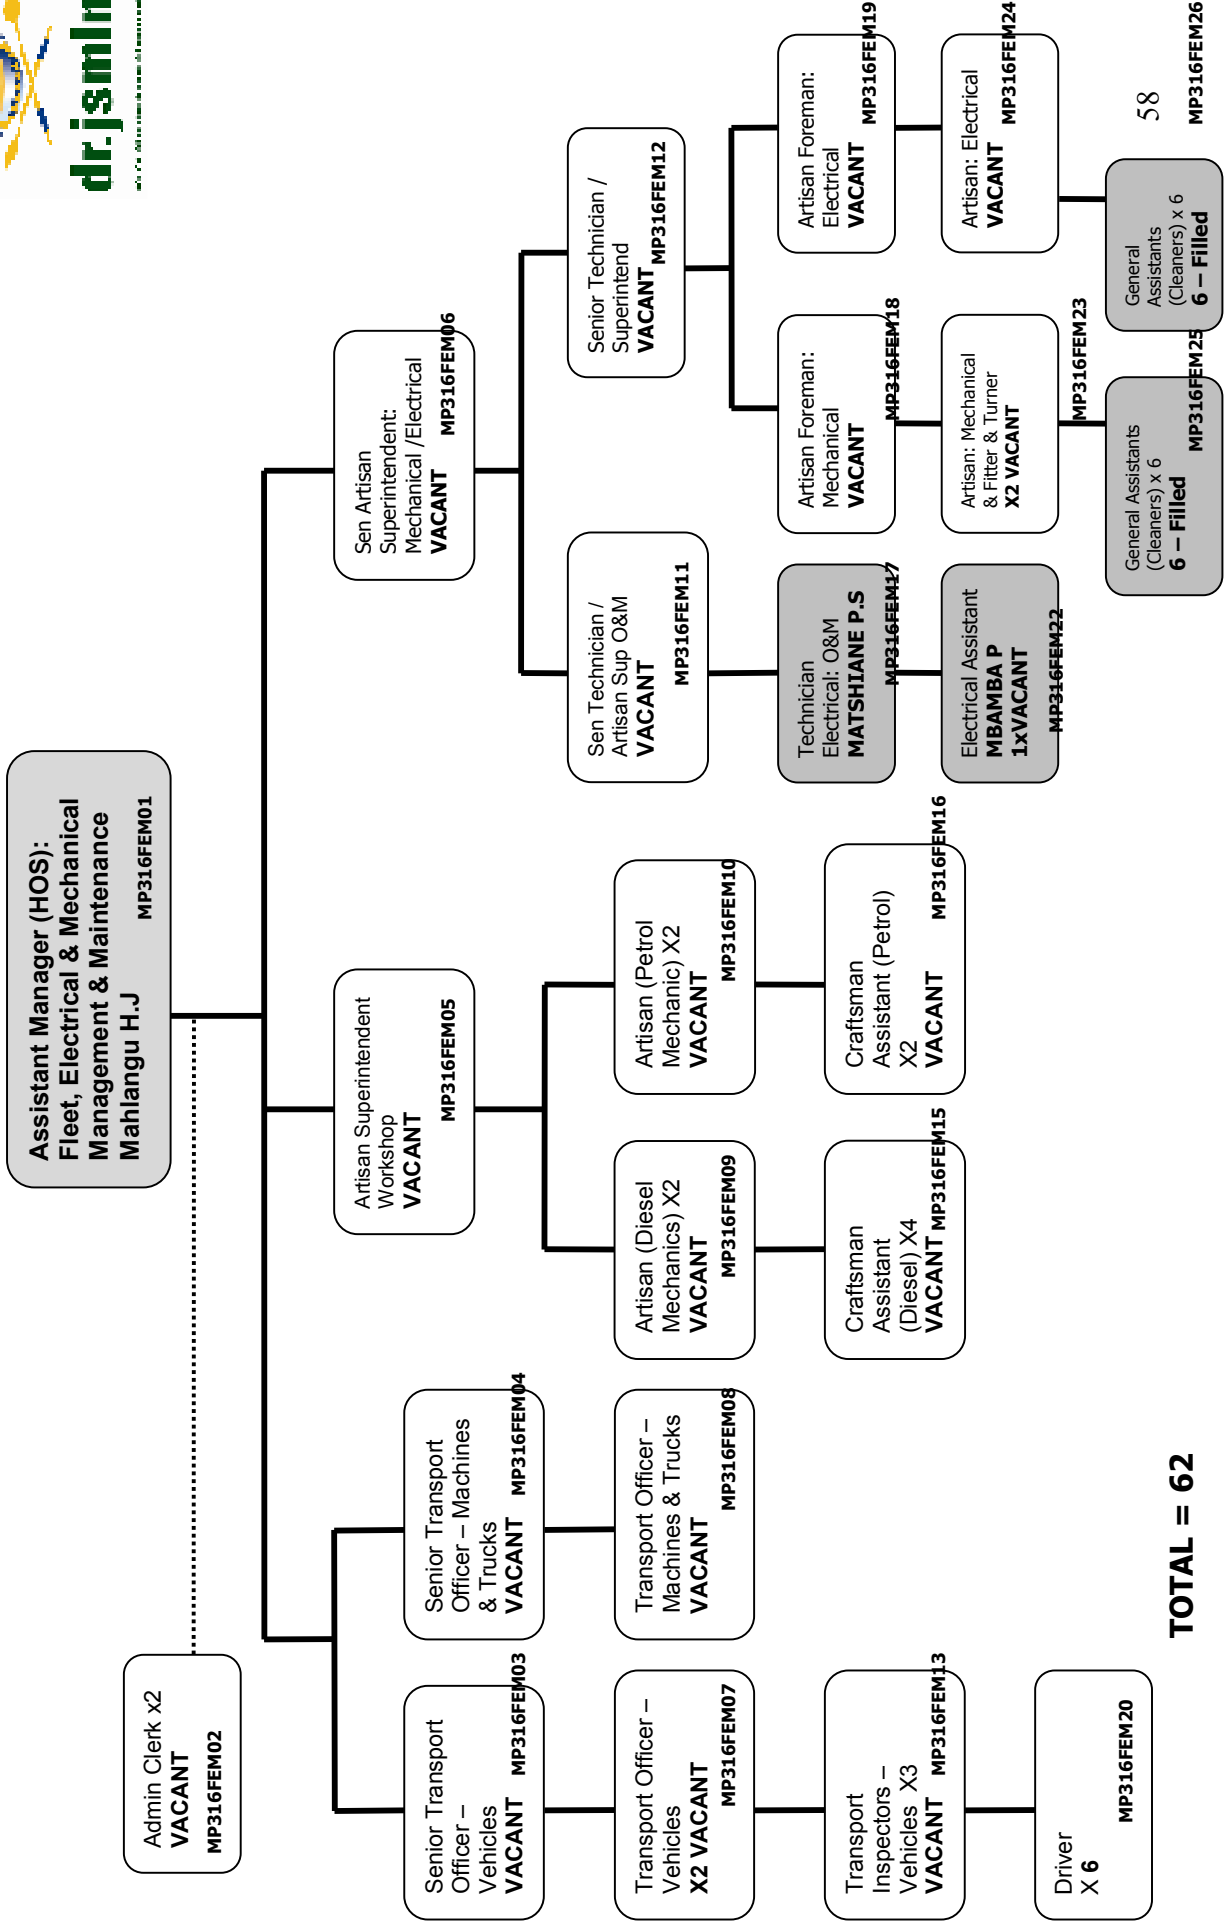 dr.jsmlm
Assistant Manager (HOS):
Fleet, Electrical & Mechanical
Management & Maintenance
Mahlangu H.J
MP316FEM01
Admin Clerk x2
VACANT
MP316FEM02
Senior Transport
Officer –
Vehicles
VACANT
MP316FEM03
Senior Transport
Officer – Machines
& Trucks
VACANT
MP316FEM04
Artisan Superintendent
Workshop
VACANT
MP316FEM05
Sen Artisan
Superintendent:
Mechanical /Electrical
VACANT
MP316FEM06
Transport Officer –
Vehicles
X2 VACANT
MP316FEM07
Transport Officer –
Machines & Trucks
VACANT
MP316FEM08
Artisan (Diesel
Mechanics) X2
VACANT
MP316FEM09
Artisan (Petrol
Mechanic) X2
VACANT
MP316FEM10
Sen Technician /
Artisan Sup O&M
VACANT
MP316FEM11
Senior Technician /
Superintend
VACANT
MP316FEM12
Transport
Inspectors –
Vehicles X3
VACANT
MP316FEM13
Craftsman
Assistant
(Diesel) X4
VACANT
MP316FEM15
Craftsman
Assistant (Petrol)
X2
VACANT
MP316FEM16
Technician
Electrical: O&M
MATSHIANE P.S
MP316FEM17
Artisan Foreman:
Mechanical
VACANT
MP316FEM18
Artisan Foreman:
Electrical
VACANT
MP316FEM19
Driver
X 6
MP316FEM20
Electrical Assistant
MBAMBA P
1xVACANT
MP316FEM22
Artisan: Mechanical
& Fitter & Turner
X2 VACANT
MP316FEM23
Artisan: Electrical
VACANT
MP316FEM24
General Assistants
(Cleaners) x 6
6 – Filled
MP316FEM25
General
Assistants
(Cleaners) x 6
6 – Filled
MP316FEM26
TOTAL = 62
58